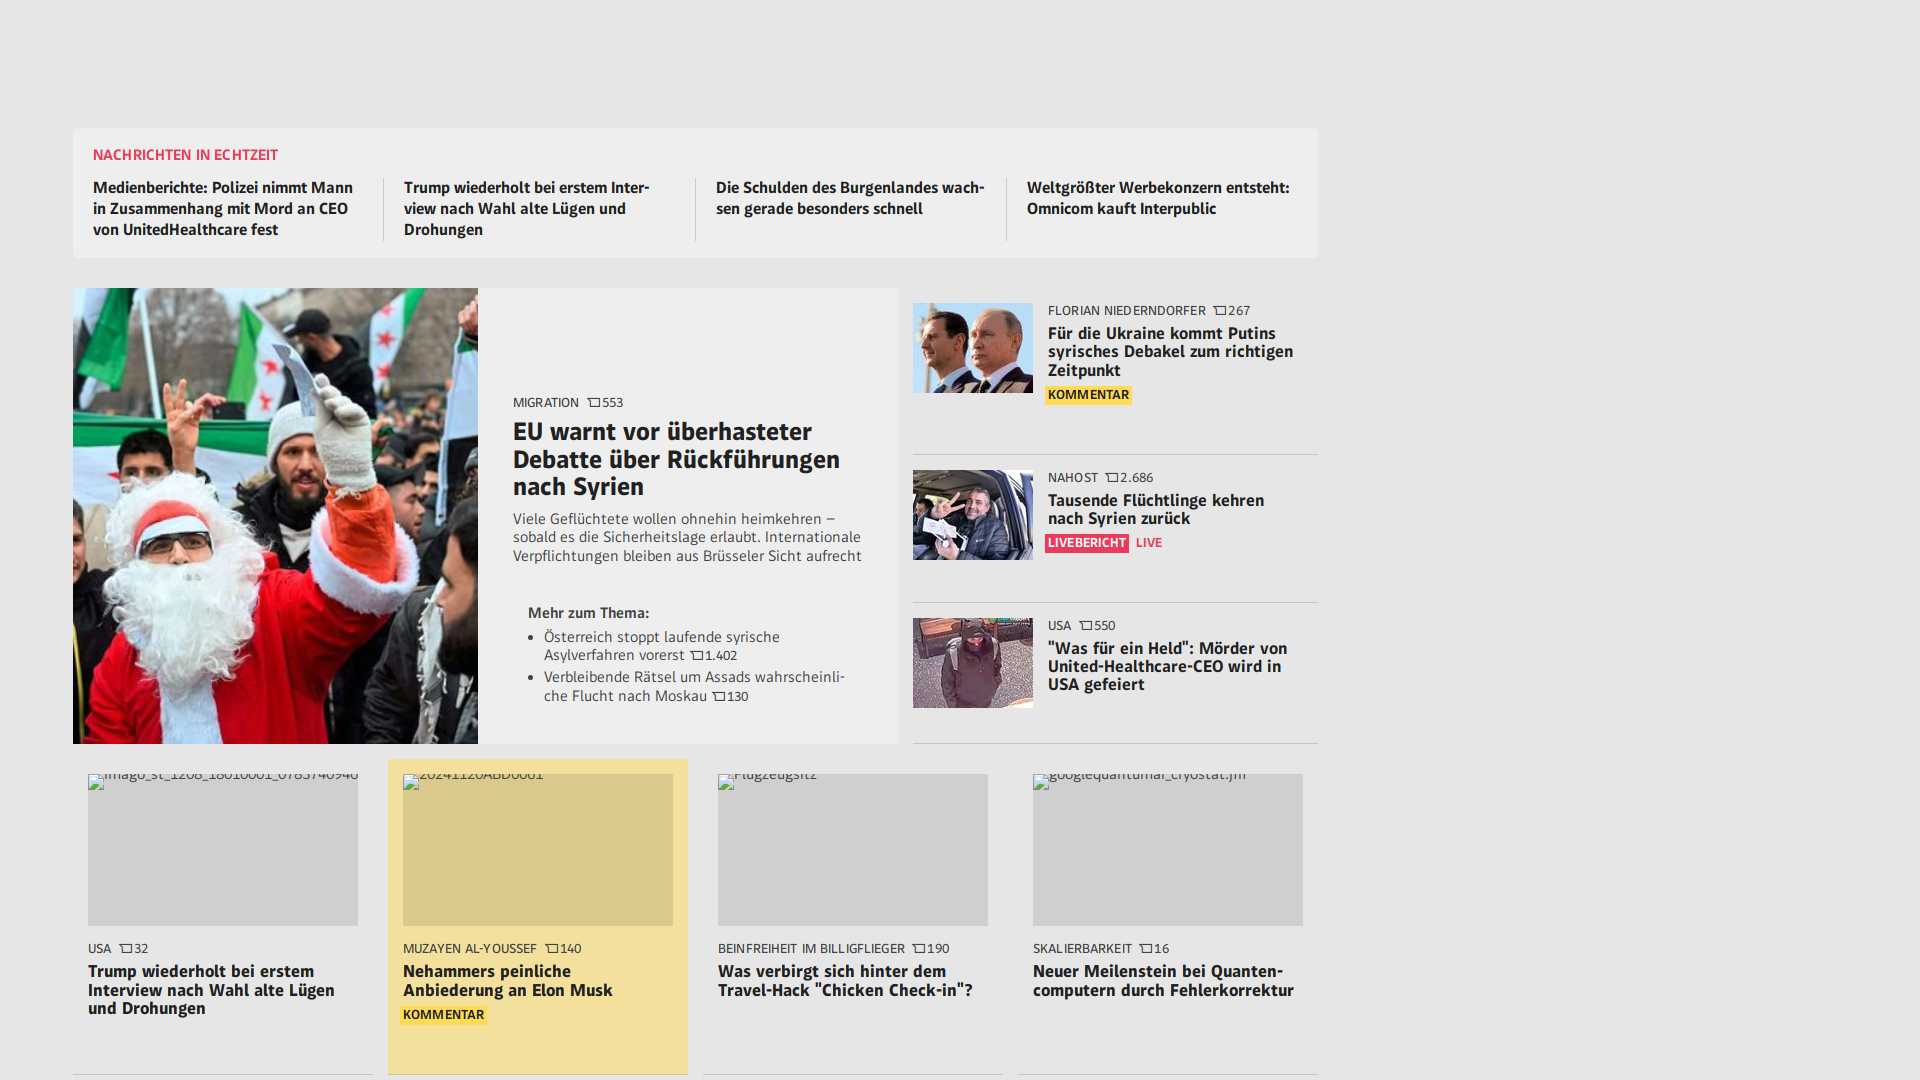 NACHRICHTEN IN ECHTZEIT
Medienberichte: Polizei nimmt Mann
in Zusammenhang mit Mord an CEO
von UnitedHealthcare fest
Trump wiederholt bei erstem Inter-
view nach Wahl alte Lügen und
Drohungen
Die Schulden des Burgenlandes wach-
sen gerade besonders schnell
Weltgrößter Werbekonzern entsteht:
Omnicom kauft Interpublic
MIGRATION 553
EU warnt vor überhasteter
Debatte über Rückführungen
nach Syrien
Viele Geflüchtete wollen ohnehin heimkehren –
sobald es die Sicherheitslage erlaubt. Internationale
Verpflichtungen bleiben aus Brüsseler Sicht aufrecht
Mehr zum Thema:
• Österreich stoppt laufende syrische
Asylverfahren vorerst 1.402
• Verbleibende Rätsel um Assads wahrscheinli-
che Flucht nach Moskau 130
FLORIAN NIEDERNDORFER 267
Für die Ukraine kommt Putins
syrisches Debakel zum richtigen
Zeitpunkt
KOMMENTAR
NAHOST 2.686
Tausende Flüchtlinge kehren
nach Syrien zurück
LIVEBERICHT LIVE
USA 550
"Was für ein Held": Mörder von
United-Healthcare-CEO wird in
USA gefeiert
20241120ABD0061
Flugzeugsitz
googlequantumai_cryostat.jm
USA 32
Trump wiederholt bei erstem
Interview nach Wahl alte Lügen
und Drohungen
MUZAYEN AL-YOUSSEF 140
Nehammers peinliche
Anbiederung an Elon Musk
KOMMENTAR
BEINFREIHEIT IM BILLIGFLIEGER 190
Was verbirgt sich hinter dem
Travel-Hack "Chicken Check-in"?
SKALIERBARKEIT 16
Neuer Meilenstein bei Quanten-
computern durch Fehlerkorrektur